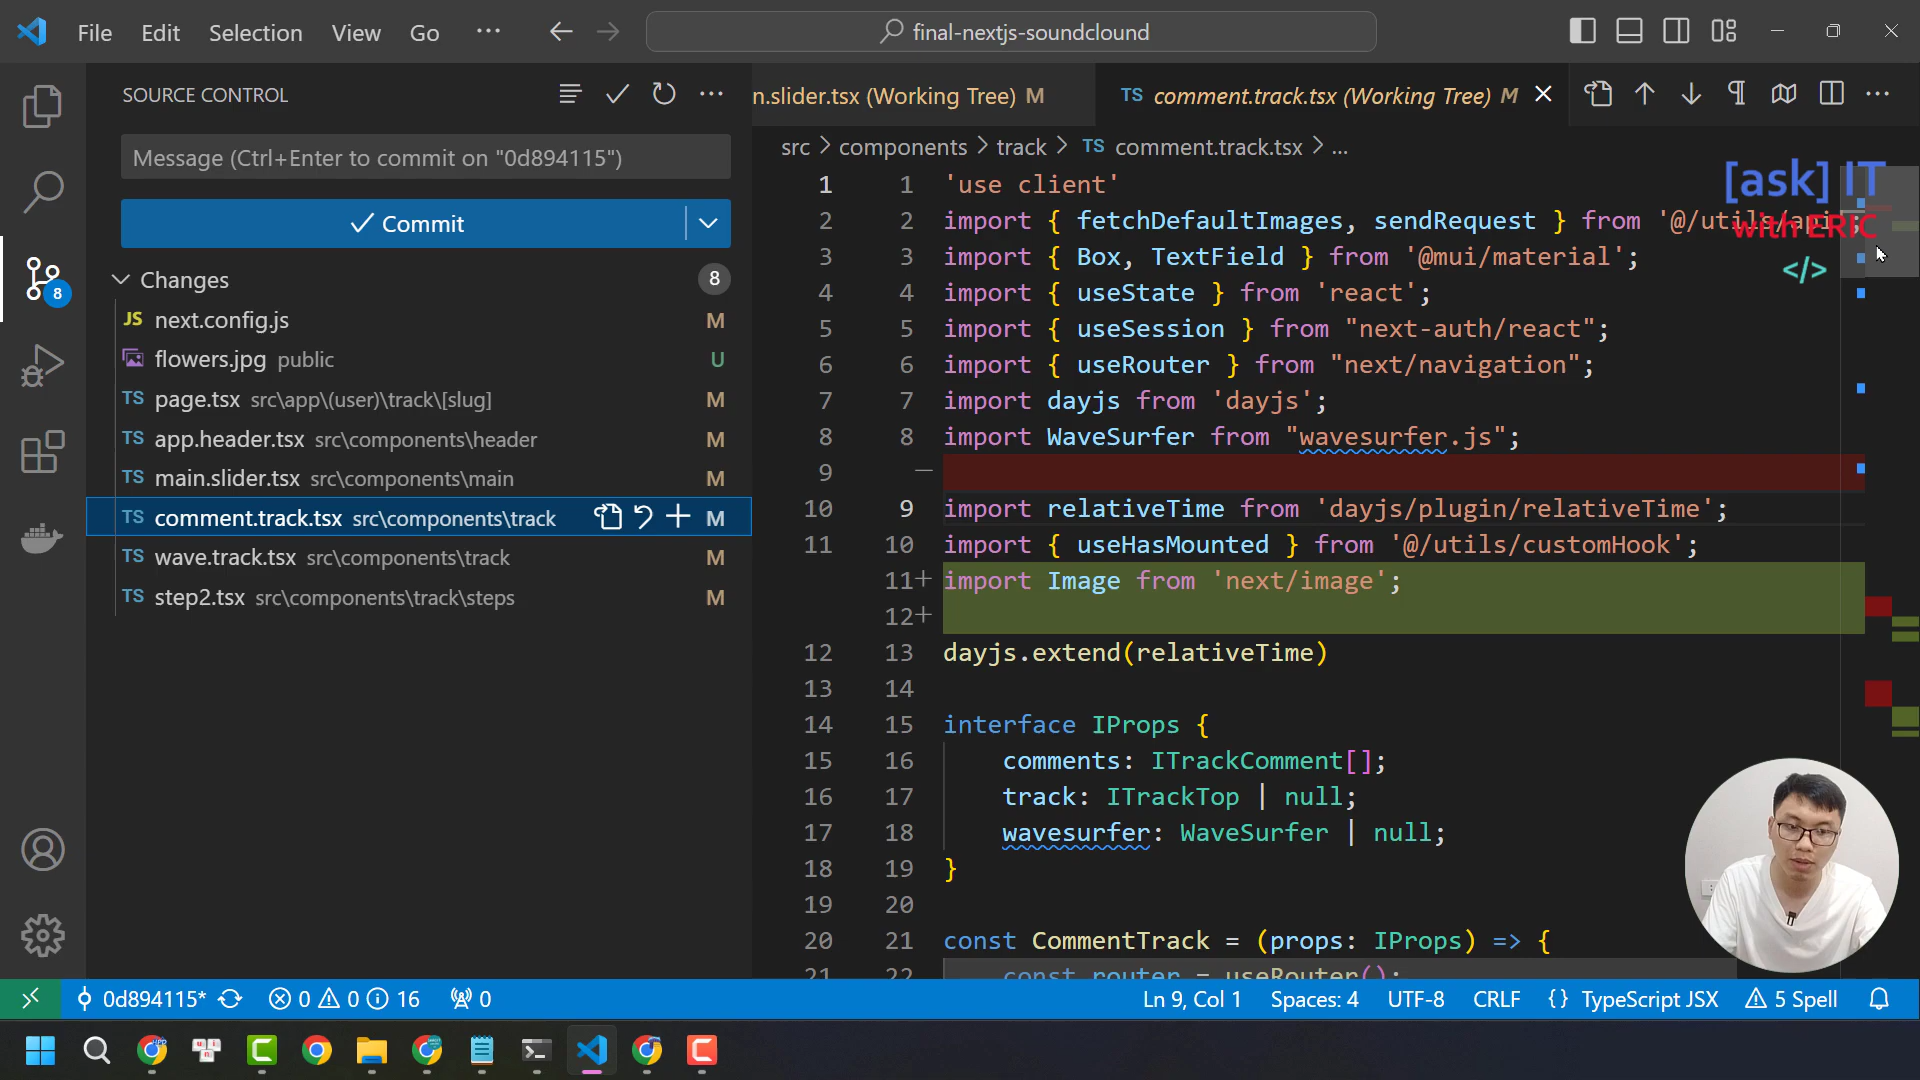 File Edit Selection View Go ··· final-nextjs-soundclound
SOURCE CONTROL
Message (Ctrl+Enter to commit on "0d894115")
Commit
Changes 8
8
JS next.config.js M
flowers.jpg public U
TS page.tsx src\app\(user)\track\[slug] M
TS app.header.tsx src\components\header M
TS main.slider.tsx src\components\main M
TS comment.track.tsx src\components\track M
TS wave.track.tsx src\components\track M
TS step2.tsx src\components\track\steps M
n.slider.tsx (Working Tree) M TS comment.track.tsx (Working Tree) M
src > components > track > TS comment.track.tsx > ...
[ask] IT
with ERIC
</>
1 1 'use client'
2 2 import { fetchDefaultImages, sendRequest } from '@/utils/api';
3 3 import { Box, TextField } from '@mui/material';
4 4 import { useState } from 'react';
5 5 import { useSession } from "next-auth/react";
6 6 import { useRouter } from "next/navigation";
7 7 import dayjs from 'dayjs';
8 8 import WaveSurfer from "wavesurfer.js";
9 —
10 9 import relativeTime from 'dayjs/plugin/relativeTime';
11 10 import { useHasMounted } from '@/utils/customHook';
11+ import Image from 'next/image';
12+
12 13 dayjs.extend(relativeTime)
13 14
14 15 interface IProps {
15 16 comments: ITrackComment[];
16 17 track: ITrackTop | null;
17 18 wavesurfer: WaveSurfer | null;
18 19 }
19 20
20 21 const CommentTrack = (props: IProps) => {
21 22 const router = useRouter();
0d894115* 0 0 16 0 Ln 9, Col 1 Spaces: 4 UTF-8 CRLF {} TypeScript JSX 5 Spell